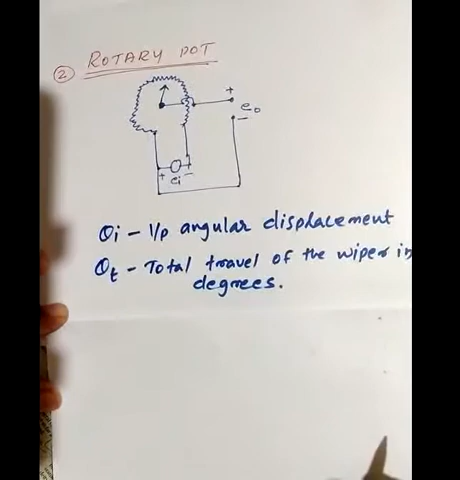 ② ROTARY POT
+
e₀
-
+ -
ei
θi - I/p angular displacement
θt - Total travel of the wiper in
degrees.